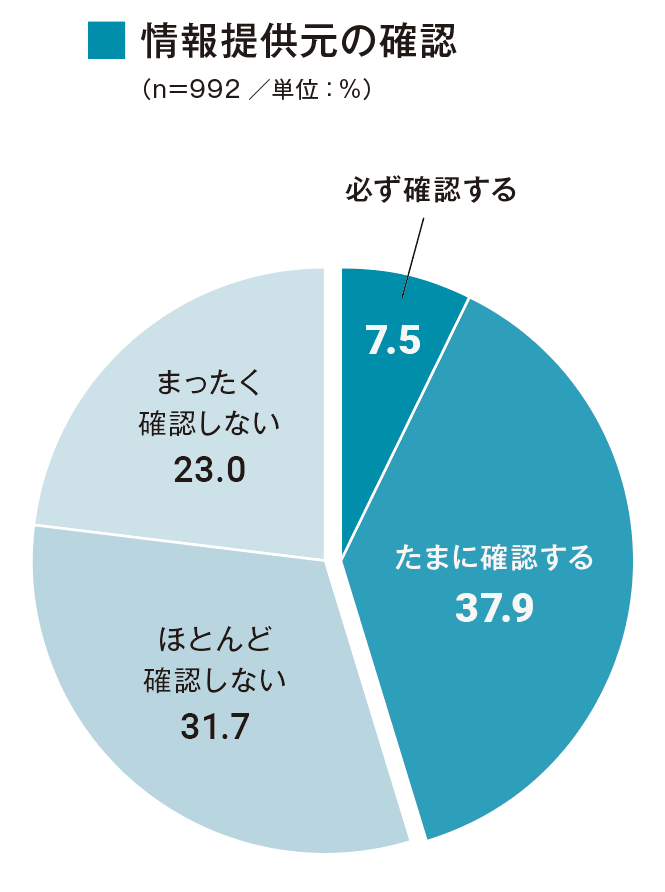 情報提供元の確認
（n=992 ／単位：%）
必ず確認する
7.5
まったく
確認しない
23.0
たまに確認する
37.9
ほとんど
確認しない
31.7